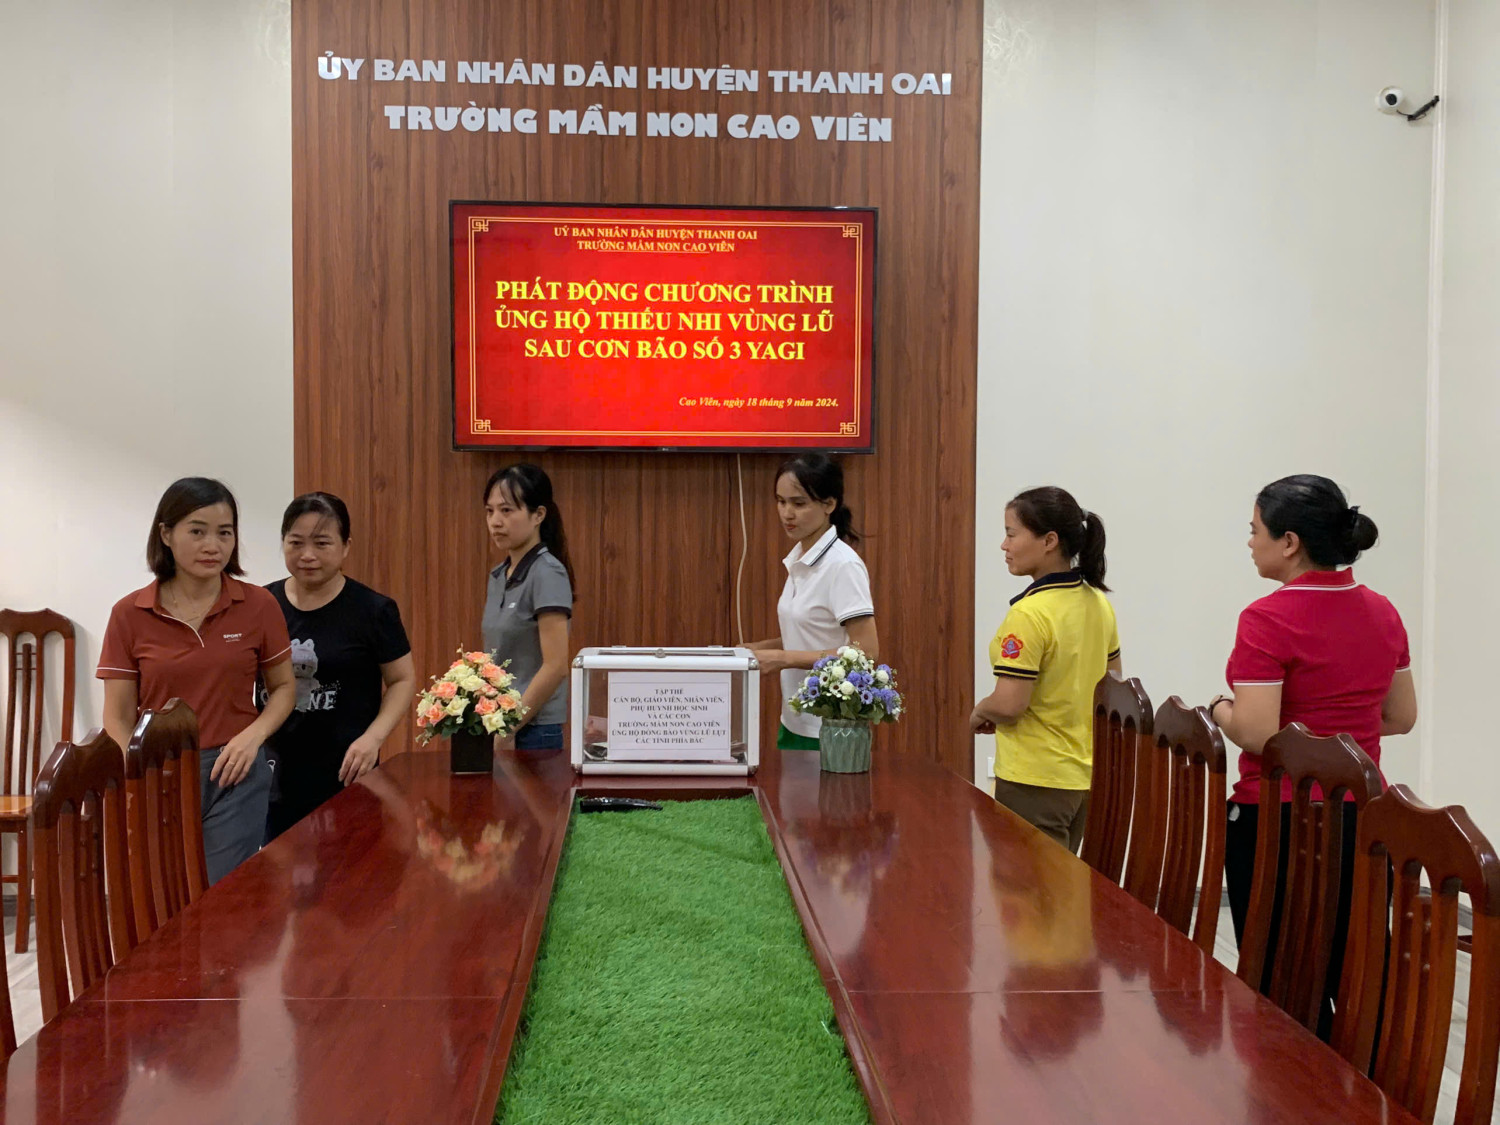 ỦY BAN NHÂN DÂN HUYỆN THANH OAI
TRƯỜNG MẦM NON CAO VIÊN
UỶ BAN NHÂN DÂN HUYỆN THANH OAI
TRƯỜNG MẦM NON CAO VIÊN
PHÁT ĐỘNG CHƯƠNG TRÌNH
ỦNG HỘ THIẾU NHI VÙNG LŨ
SAU CƠN BÃO SỐ 3 YAGI
Cao Viên, ngày 18 tháng 9 năm 2024.
TẬP THỂ
CÁN BỘ, GIÁO VIÊN, NHÂN VIÊN,
PHỤ HUYNH HỌC SINH
VÀ CÁC CON
TRƯỜNG MẦM NON CAO VIÊN
ỦNG HỘ ĐỒNG BÀO VÙNG LŨ LỤT
CÁC TỈNH PHÍA BẮC
SPORT